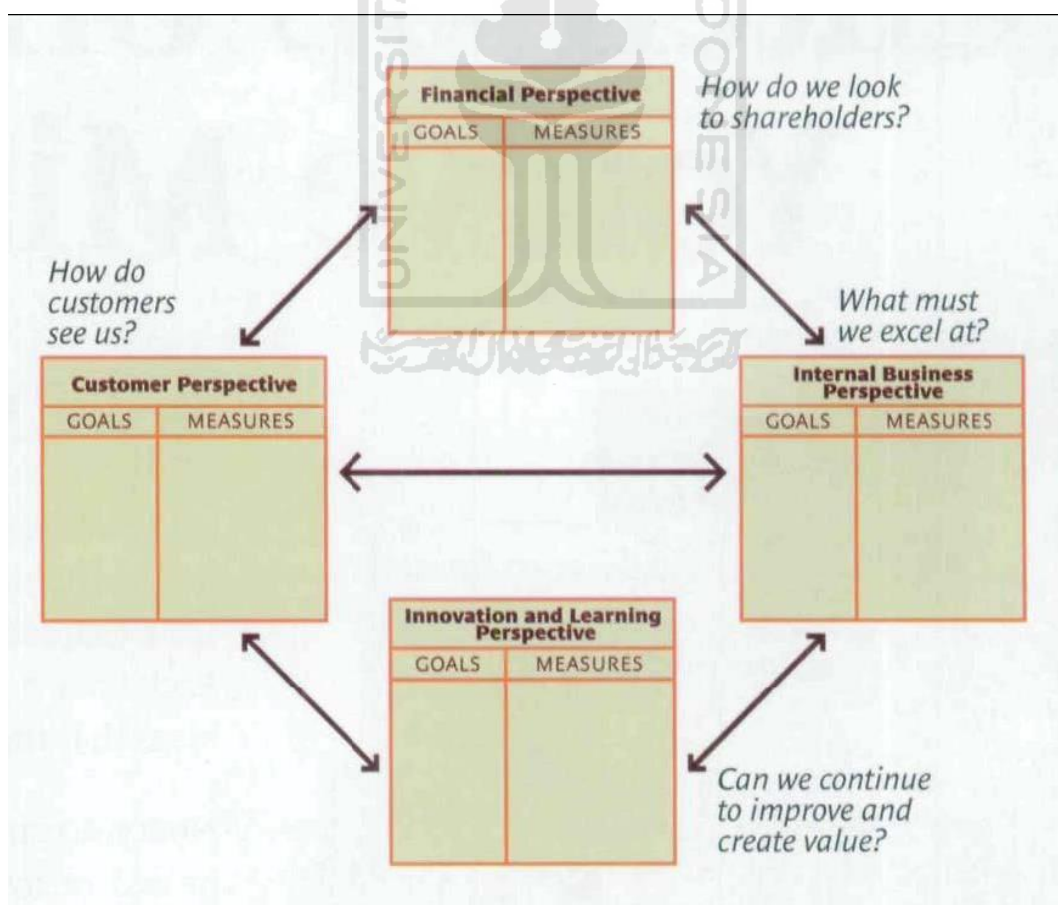 Financial Perspective
GOALS MEASURES
How do we look
to shareholders?
How do
customers
see us?
Customer Perspective
GOALS MEASURES
What must
we excel at?
Internal Business
Perspective
GOALS MEASURES
Innovation and Learning
Perspective
GOALS MEASURES
Can we continue
to improve and
create value?